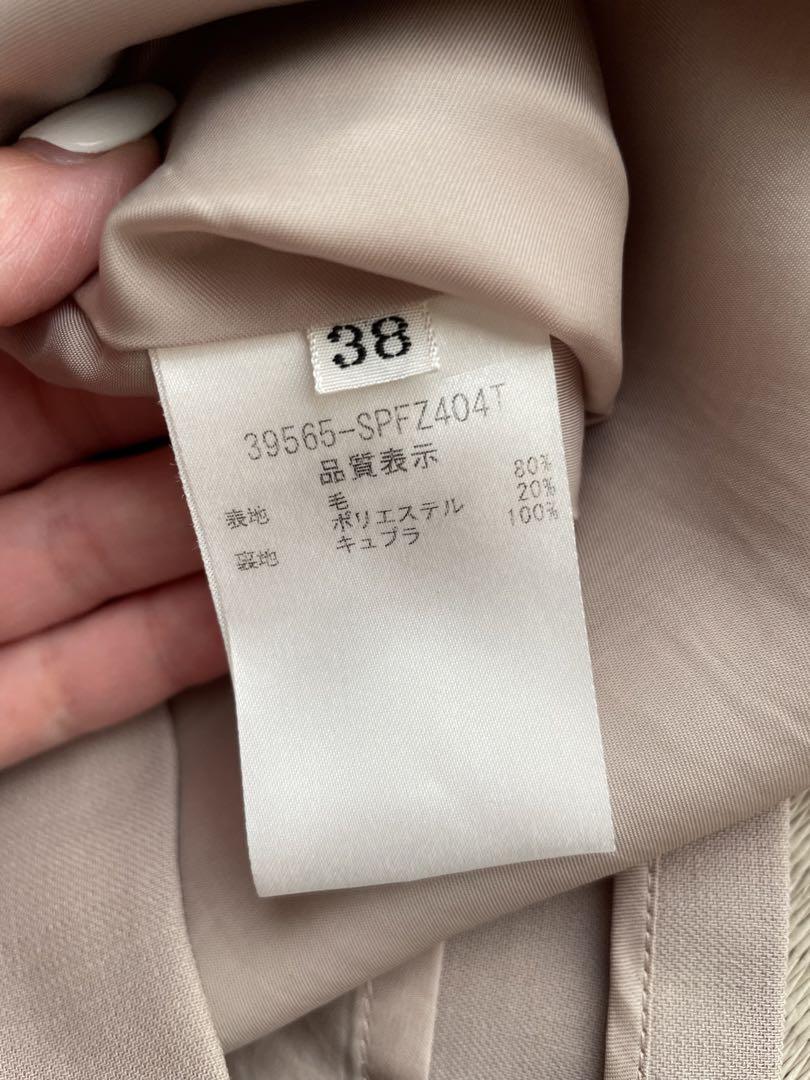 38
39565-SPFZ404T
品質表示
表地 毛 80%
ポリエステル 20%
裏地 キュプラ 100%